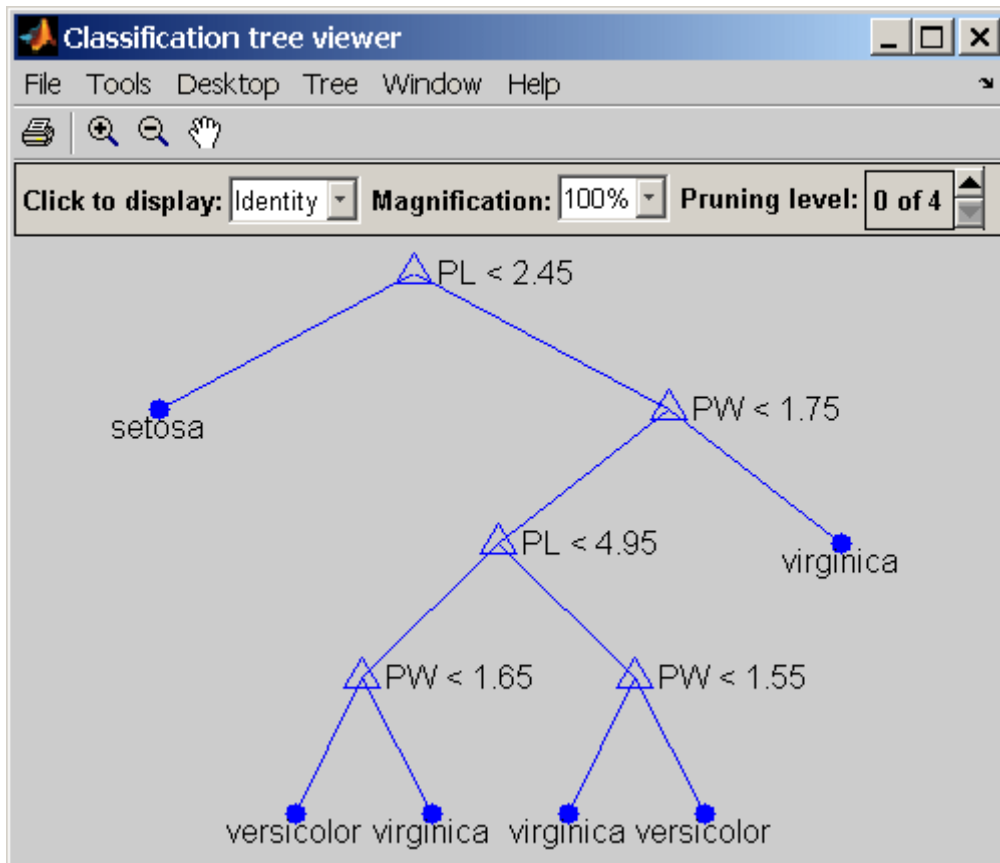 Classification tree viewer
File Tools Desktop Tree Window Help
Click to display: Identity Magnification: 100% Pruning level: 0 of 4
PL < 2.45
setosa
PW < 1.75
PL < 4.95
virginica
PW < 1.65
PW < 1.55
versicolor virginica virginica versicolor